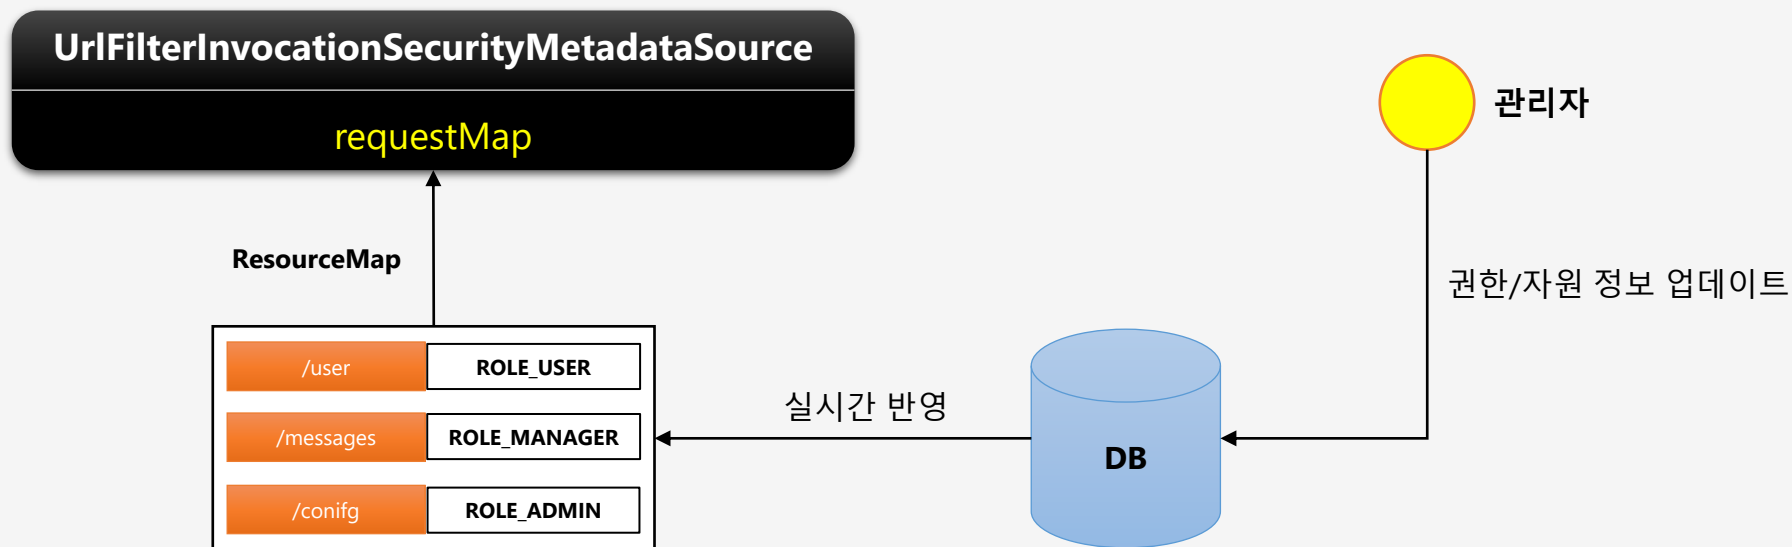 UrlFilterInvocationSecurityMetadataSource
requestMap
관리자
ResourceMap
권한/자원 정보 업데이트
/user ROLE_USER
실시간 반영
/messages ROLE_MANAGER
DB
/conifg ROLE_ADMIN